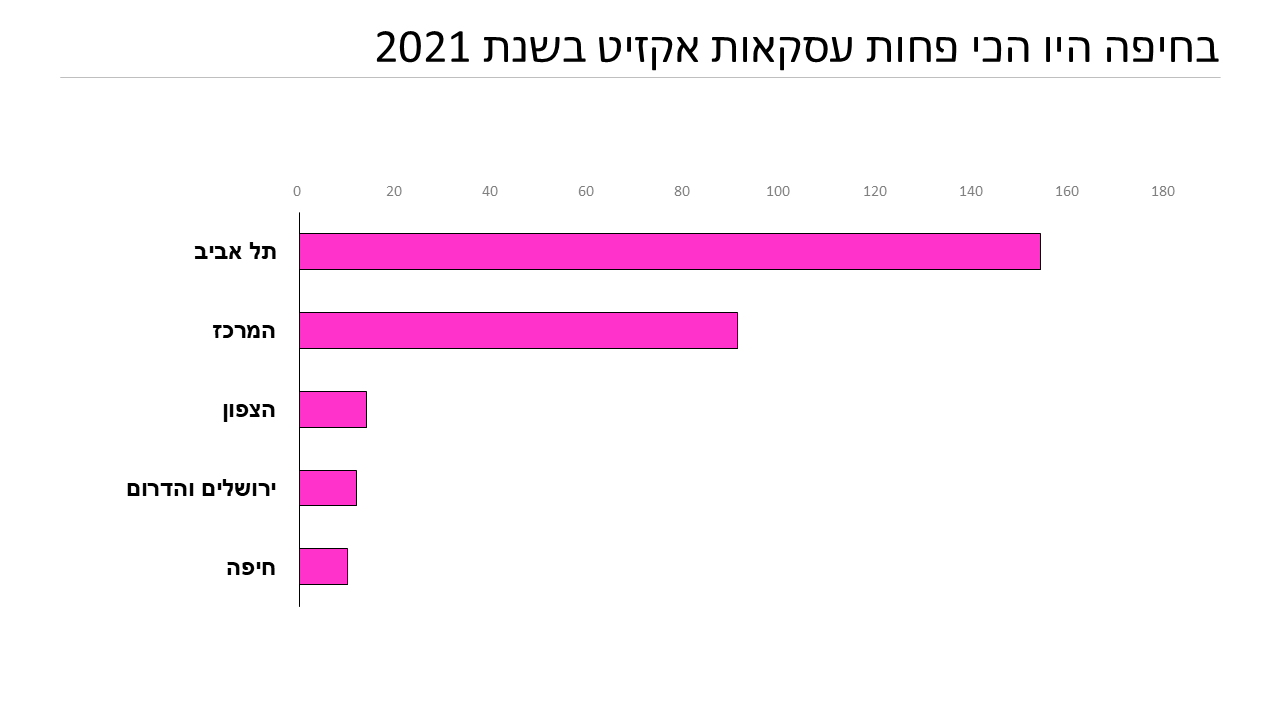 בחיפה היו הכי פחות עסקאות אקזיט בשנת 2021
0 20 40 60 80 100 120 140 160 180
תל אביב
המרכז
הצפון
ירושלים והדרום
חיפה